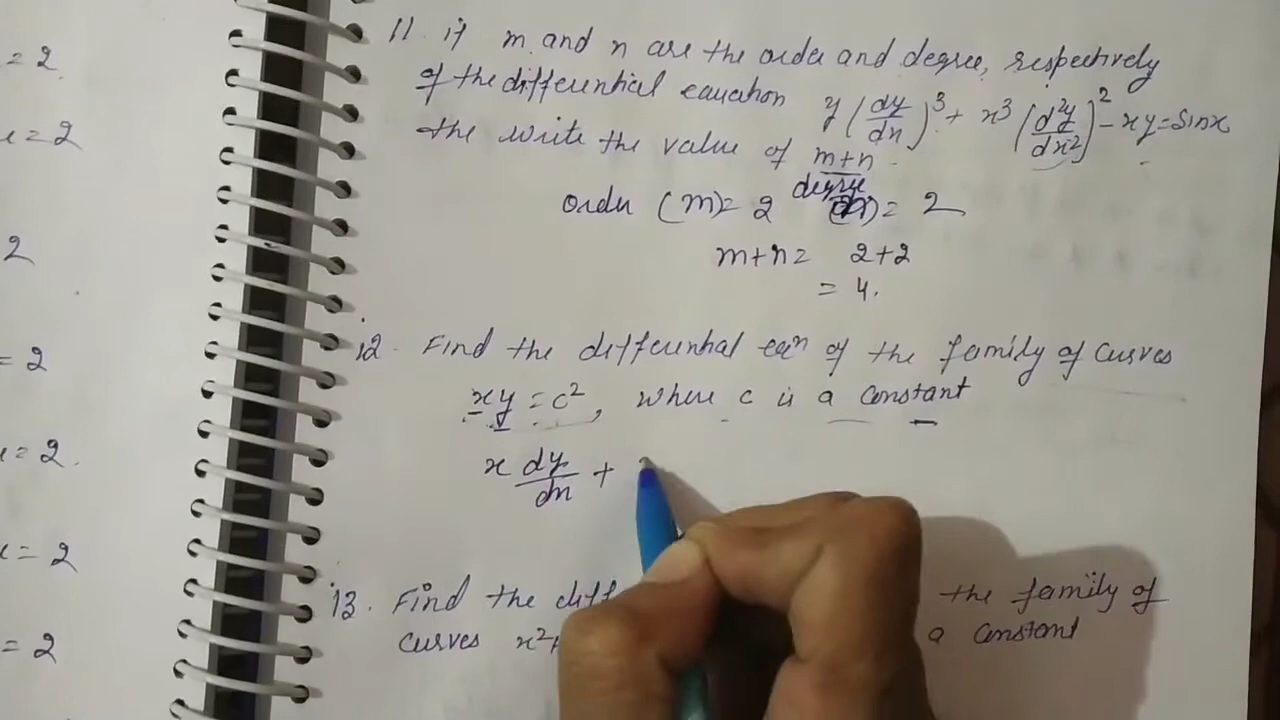 = 2.
x = 2
2
= 2
x = 2.
x = 2
= 2
11. if m and n are the order and degree, respectively
of the differential equation y(dy/dx)³ + x³(d²y/dx²)² - xy = Sinx
the write the value of m+n.
order (m) = 2 degree (n) = 2
m+n = 2+2
= 4.
12. Find the differential eqⁿ of the family of curves
xy = c², where c is a constant
x dy/dx +
13. Find the diff the family of
curves x²+ a constant